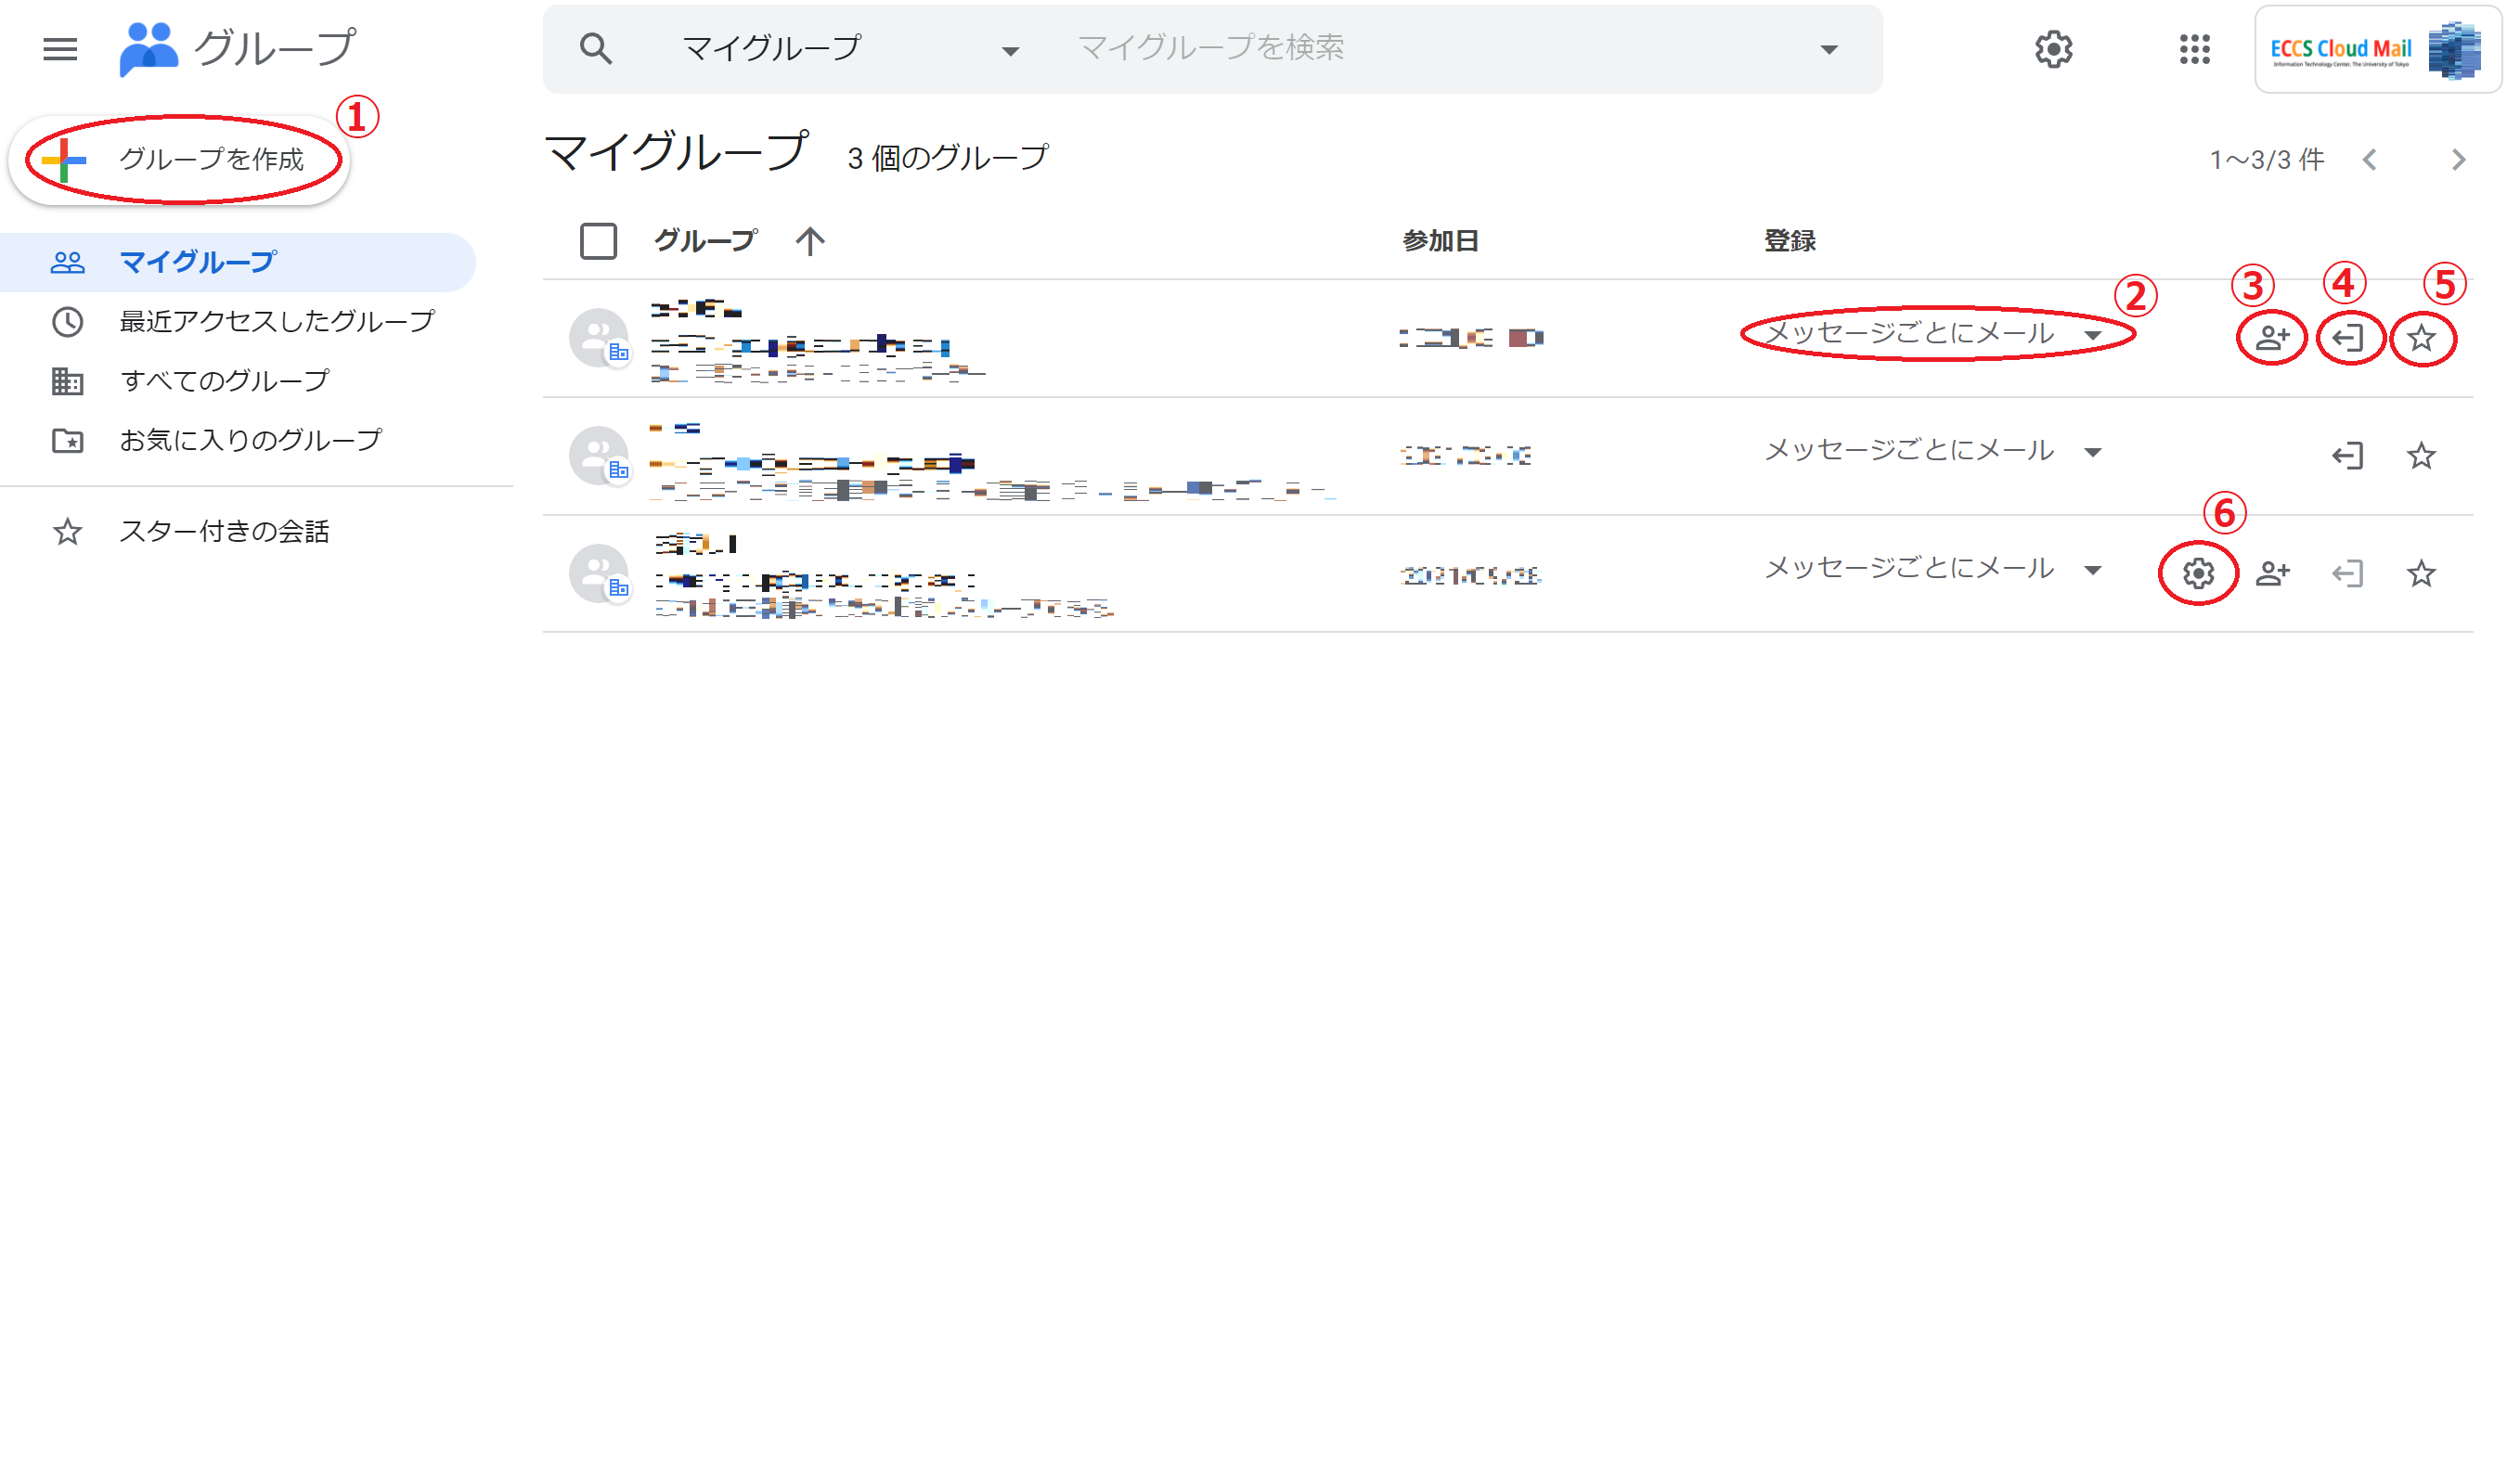 グループ
マイグループ
マイグループを検索
ECCS Cloud Mail
Information Technology Center, The University of Tokyo
①
グループを作成
マイグループ 3 個のグループ
1～3/3 件
マイグループ
最近アクセスしたグループ
すべてのグループ
お気に入りのグループ
スター付きの会話
グループ 参加日 登録
② ③ ④ ⑤
メッセージごとにメール
メッセージごとにメール
⑥
メッセージごとにメール